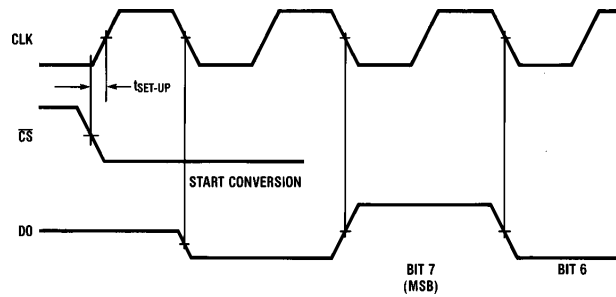 CLK
tSET-UP
CS
START CONVERSION
DO
BIT 7
(MSB)
BIT 6